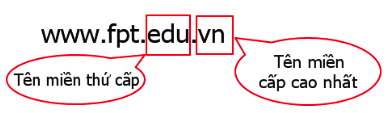 www.fpt.edu.vn
Tên miền thứ cấp
Tên miền
cấp cao nhất